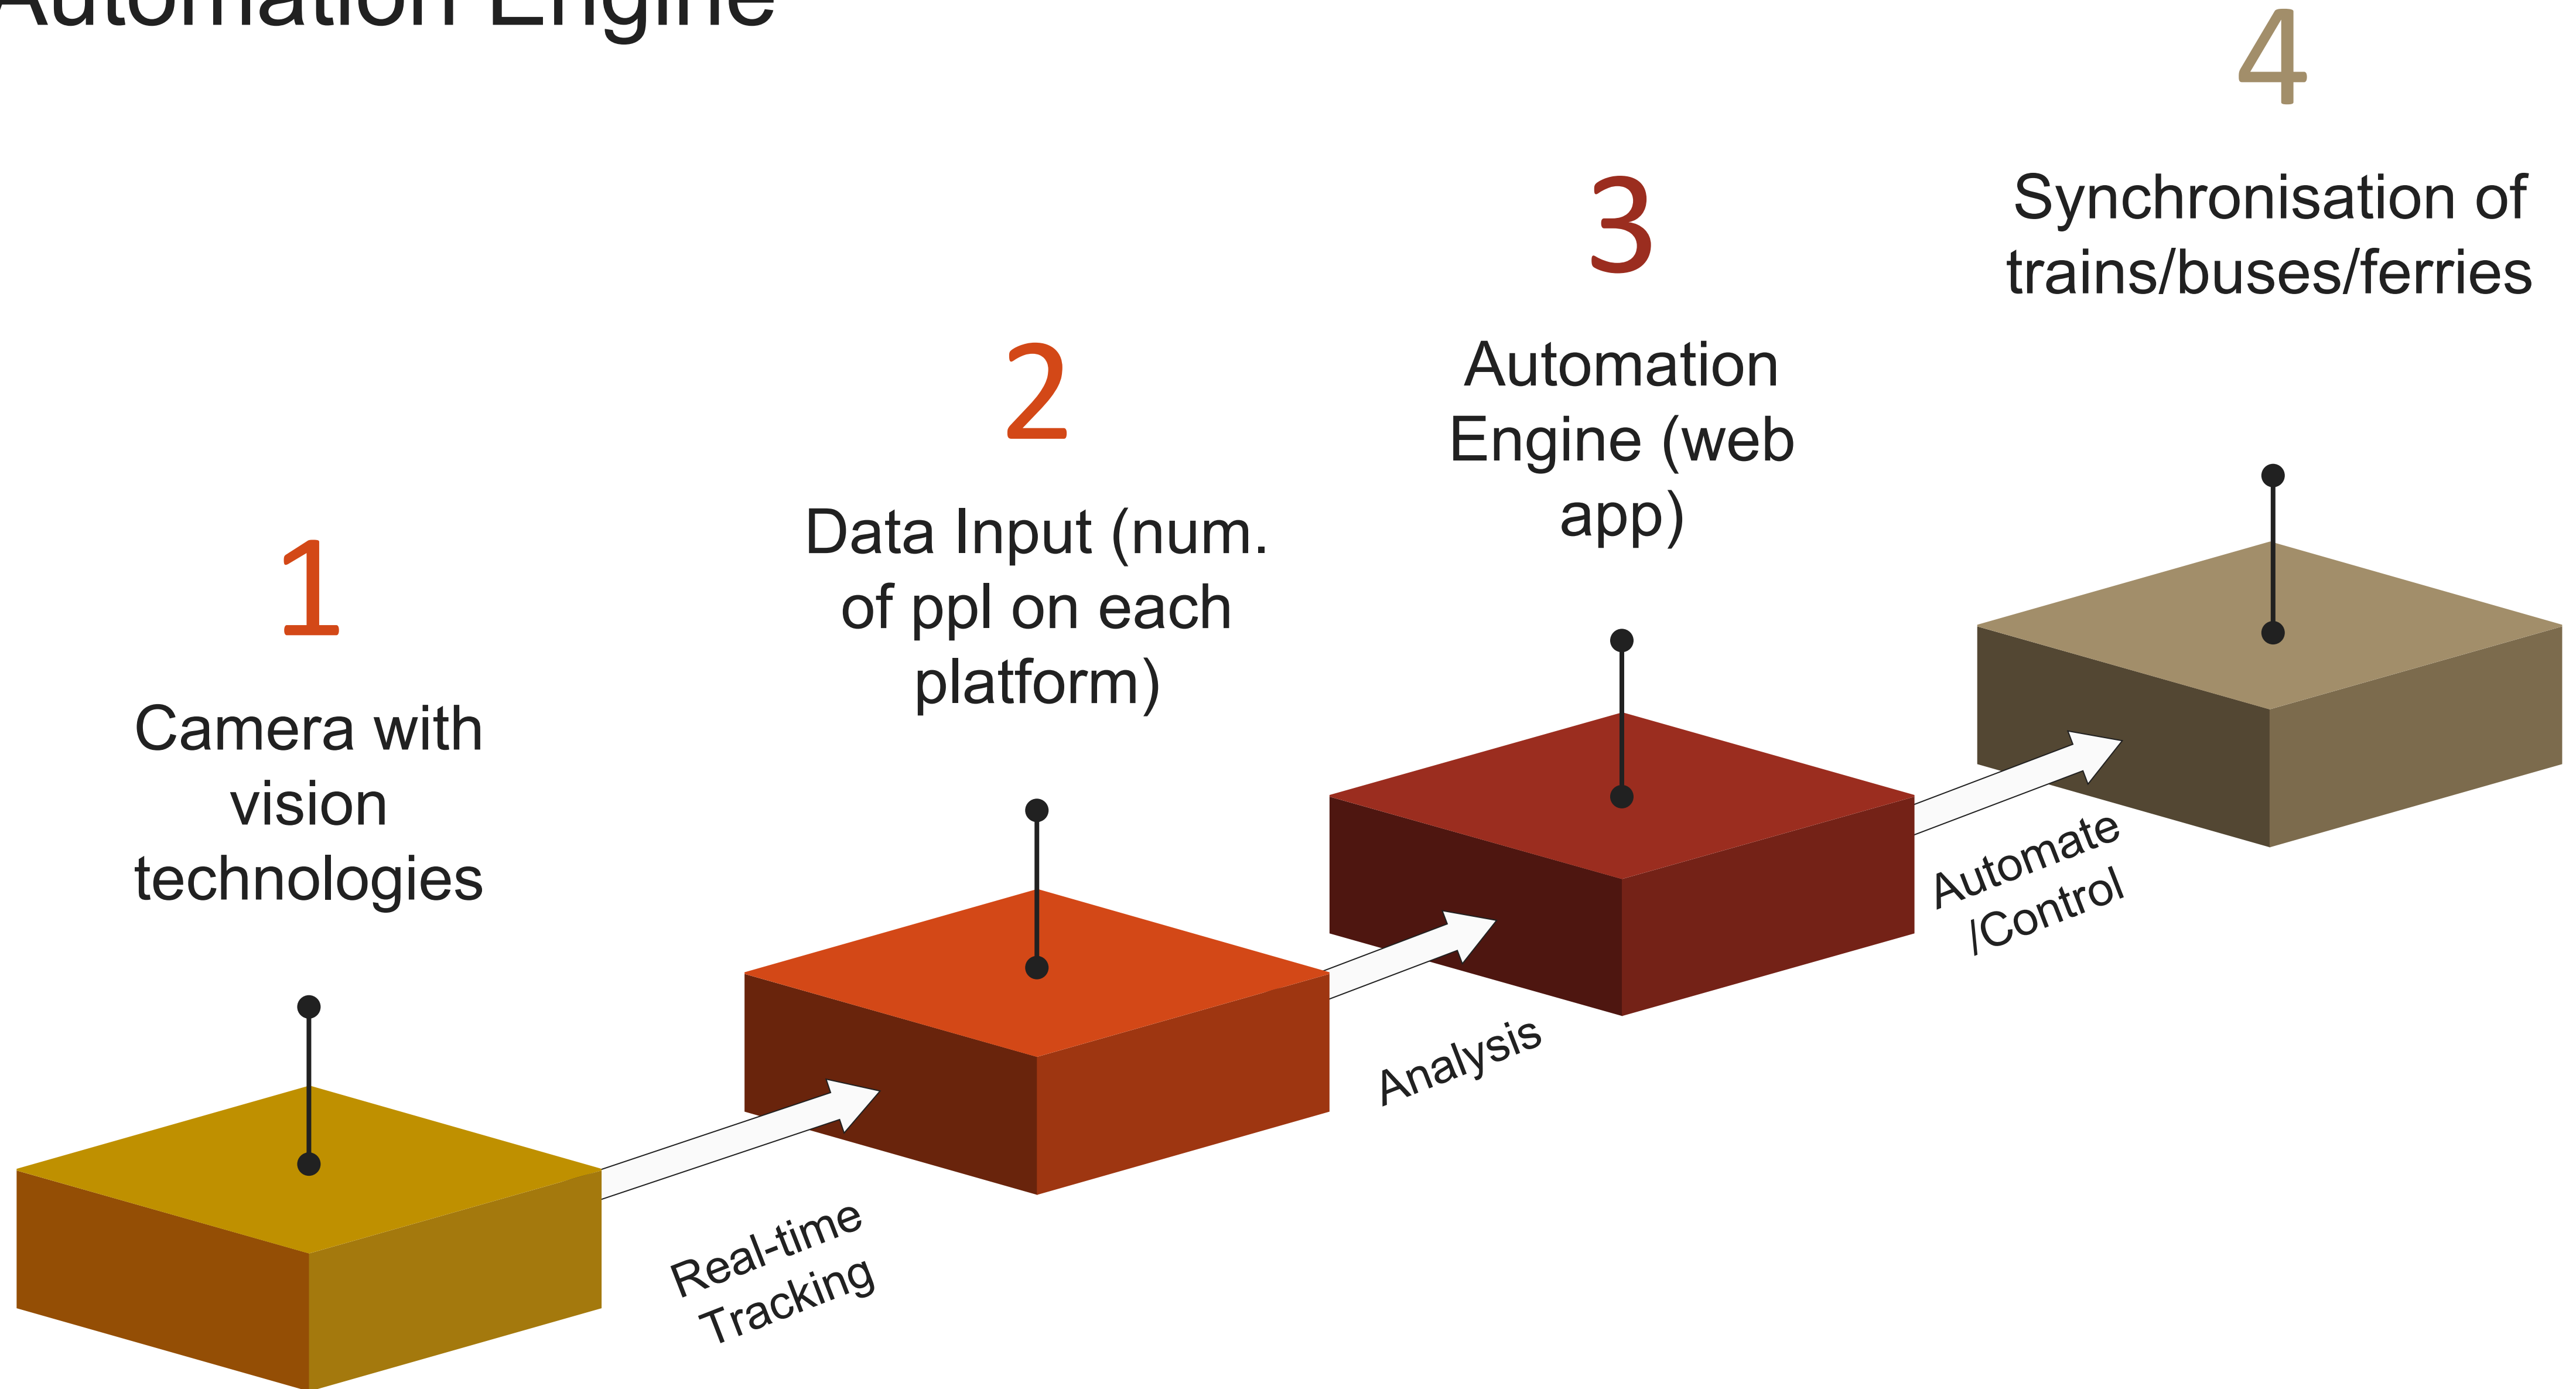 Automation Engine
1
Camera with
vision
technologies
2
Data Input (num.
of ppl on each
platform)
3
Automation
Engine (web
app)
4
Synchronisation of
trains/buses/ferries
Real-time
Tracking
Analysis
Automate
/Control